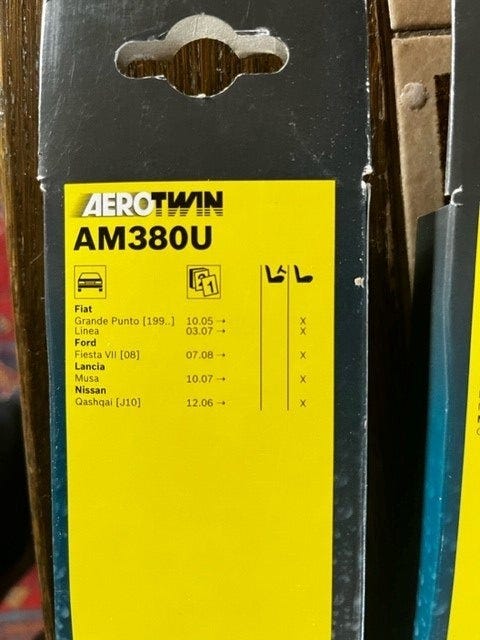 AEROTWIN
AM380U
21
Fiat
Grande Punto [199..] 10.05 → X
Linea 03.07 → X
Ford
Fiesta VII [08] 07.08 → X
Lancia
Musa 10.07 → X
Nissan
Qashqai [J10] 12.06 → X